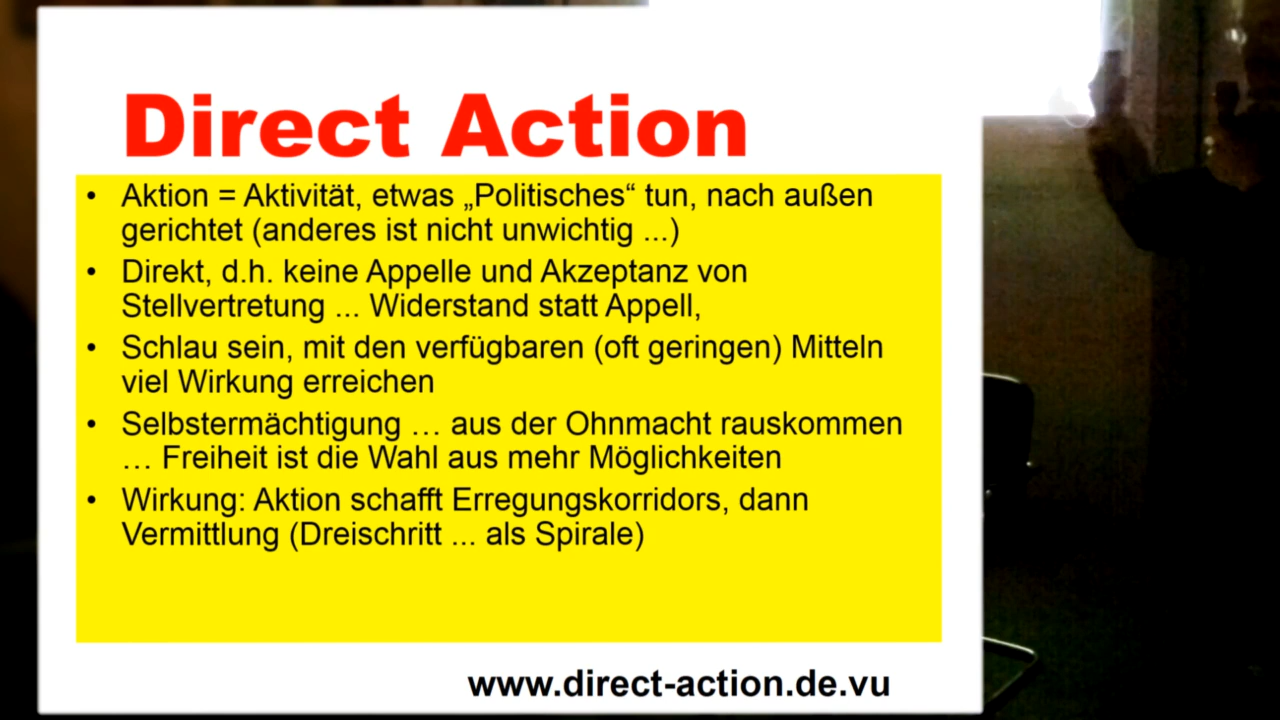 Direct Action
• Aktion = Aktivität, etwas „Politisches“ tun, nach außen
gerichtet (anderes ist nicht unwichtig ...)
• Direkt, d.h. keine Appelle und Akzeptanz von
Stellvertretung ... Widerstand statt Appell,
• Schlau sein, mit den verfügbaren (oft geringen) Mitteln
viel Wirkung erreichen
• Selbstermächtigung … aus der Ohnmacht rauskommen
… Freiheit ist die Wahl aus mehr Möglichkeiten
• Wirkung: Aktion schafft Erregungskorridors, dann
Vermittlung (Dreischritt ... als Spirale)
www.direct-action.de.vu